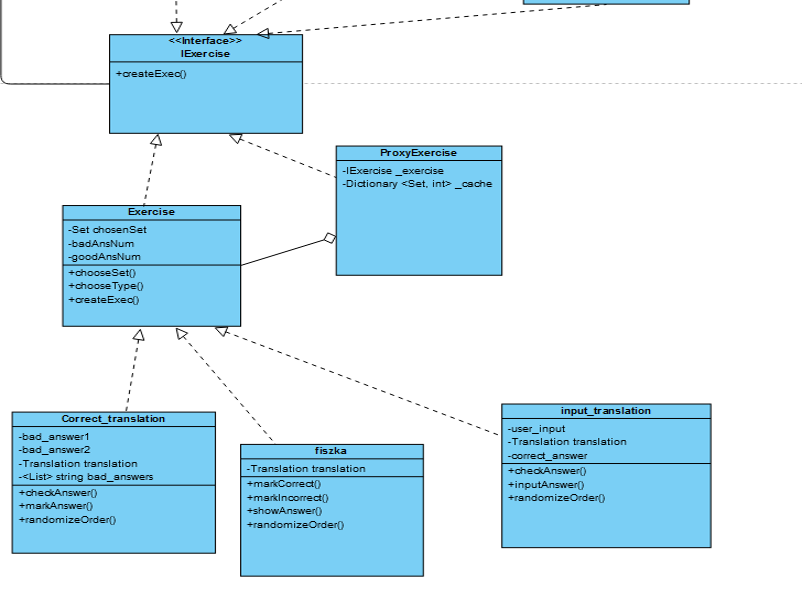 <<Interface>>
IExercise
+createExec()
ProxyExercise
-IExercise _exercise
-Dictionary <Set, int> _cache
Exercise
-Set chosenSet
-badAnsNum
-goodAnsNum
+chooseSet()
+chooseType()
+createExec()
Correct_translation
-bad_answer1
-bad_answer2
-Translation translation
-<List> string bad_answers
+checkAnswer()
+markAnswer()
+randomizeOrder()
fiszka
-Translation translation
+markCorrect()
+markIncorrect()
+showAnswer()
+randomizeOrder()
input_translation
-user_input
-Translation translation
-correct_answer
+checkAnswer()
+inputAnswer()
+randomizeOrder()